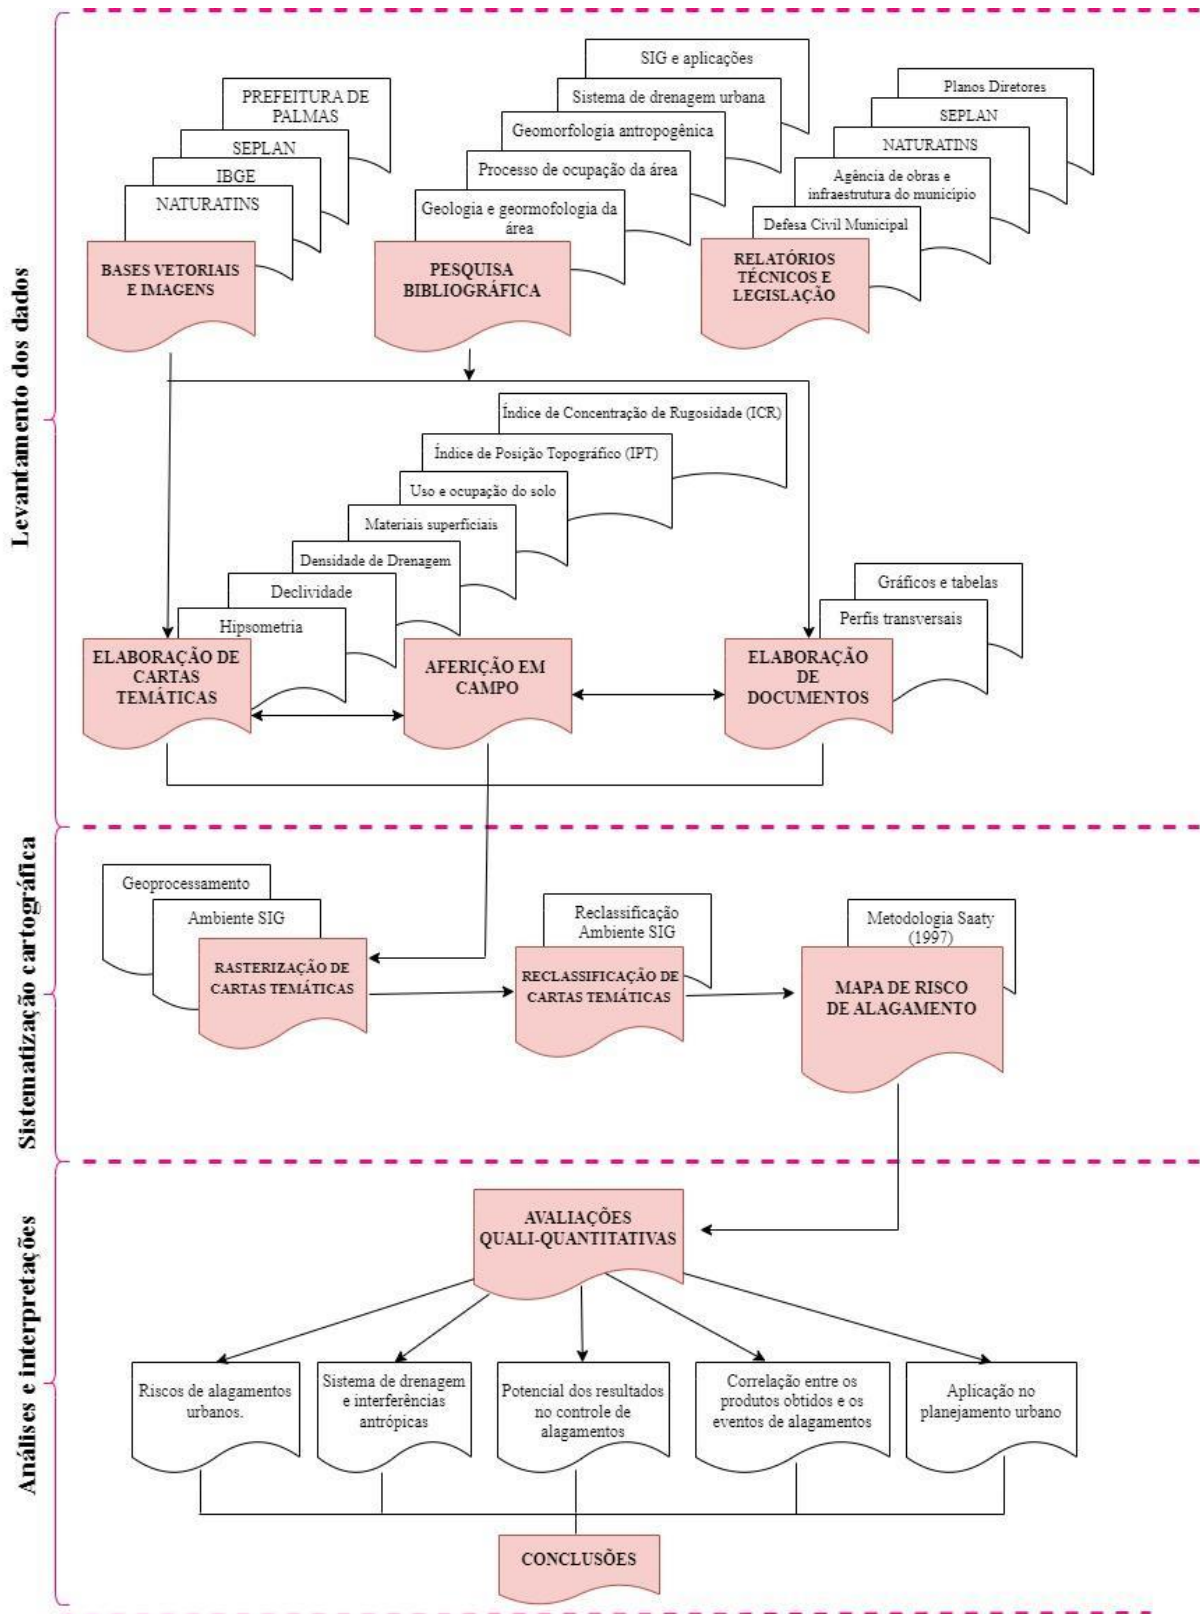 Levantamento dos dados
PREFEITURA DE
PALMAS
SEPLAN
IBGE
NATURATINS
BASES VETORIAIS
E IMAGENS
SIG e aplicações
Sistema de drenagem urbana
Geomorfologia antropogênica
Processo de ocupação da área
Geologia e geormofologia da
área
PESQUISA
BIBLIOGRÁFICA
Planos Diretores
SEPLAN
NATURATINS
Agência de obras e
infraestrutura do município
Defesa Civil Municipal
RELATÓRIOS
TÉCNICOS E
LEGISLAÇÃO
Índice de Concentração de Rugosidade (ICR)
Índice de Posição Topográfico (IPT)
Uso e ocupação do solo
Materiais superficiais
Densidade de Drenagem
Declividade
Hipsometria
ELABORAÇÃO DE
CARTAS
TEMÁTICAS
AFERIÇÃO EM
CAMPO
Gráficos e tabelas
Perfis transversais
ELABORAÇÃO
DE
DOCUMENTOS
Sistematização cartográfica
Geoprocessamento
Ambiente SIG
RASTERIZAÇÃO DE
CARTAS TEMÁTICAS
Reclassificação
Ambiente SIG
RECLASSIFICAÇÃO DE
CARTAS TEMÁTICAS
Metodologia Saaty
(1997)
MAPA DE RISCO
DE ALAGAMENTO
Análises e interpretações
AVALIAÇÕES
QUALI-QUANTITATIVAS
Riscos de alagamentos
urbanos.
Sistema de drenagem
e interferências
antrópicas
Potencial dos resultados
no controle de
alagamentos
Correlação entre os
produtos obtidos e os
eventos de alagamentos
Aplicação no
planejamento urbano
CONCLUSÕES